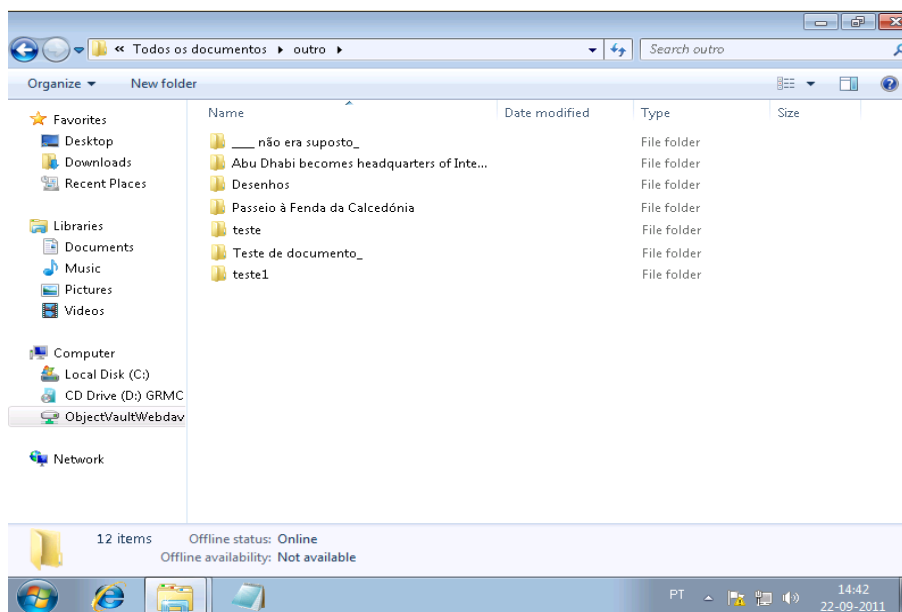 « Todos os documentos ▸ outro ▸
Search outro
Organize
New folder
Name
Date modified
Type
Size
Favorites
Desktop
Downloads
Recent Places
Libraries
Documents
Music
Pictures
Videos
Computer
Local Disk (C:)
CD Drive (D:) GRMC
ObjectVaultWebdav
Network
___ não era suposto_ File folder
Abu Dhabi becomes headquarters of Inte... File folder
Desenhos File folder
Passeio à Fenda da Calcedónia File folder
teste File folder
Teste de documento_ File folder
teste1 File folder
12 items Offline status: Online
Offline availability: Not available
PT
14:42
22-09-2011